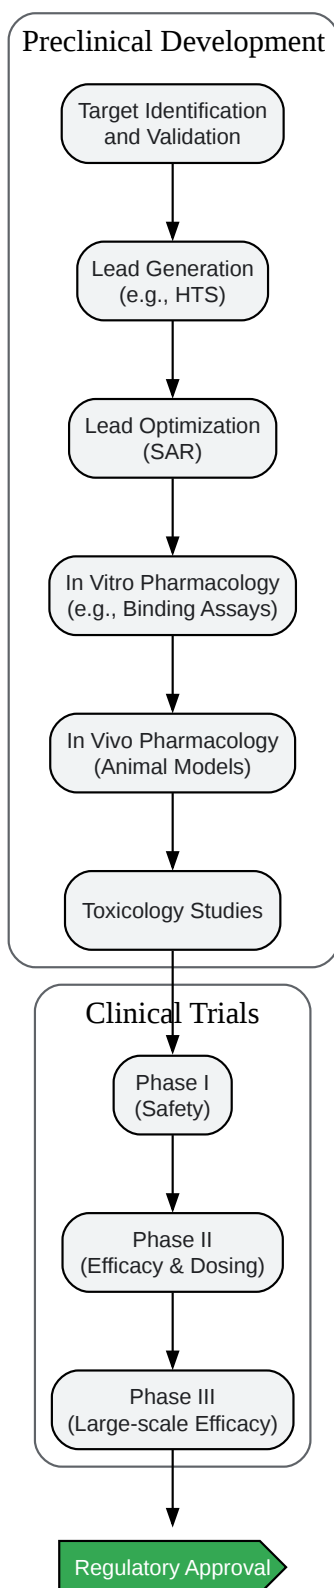 Preclinical Development
Target Identification
and Validation
Lead Generation
(e.g., HTS)
Lead Optimization
(SAR)
In Vitro Pharmacology
(e.g., Binding Assays)
In Vivo Pharmacology
(Animal Models)
Toxicology Studies
Clinical Trials
Phase I
(Safety)
Phase II
(Efficacy & Dosing)
Phase III
(Large-scale Efficacy)
Regulatory Approval